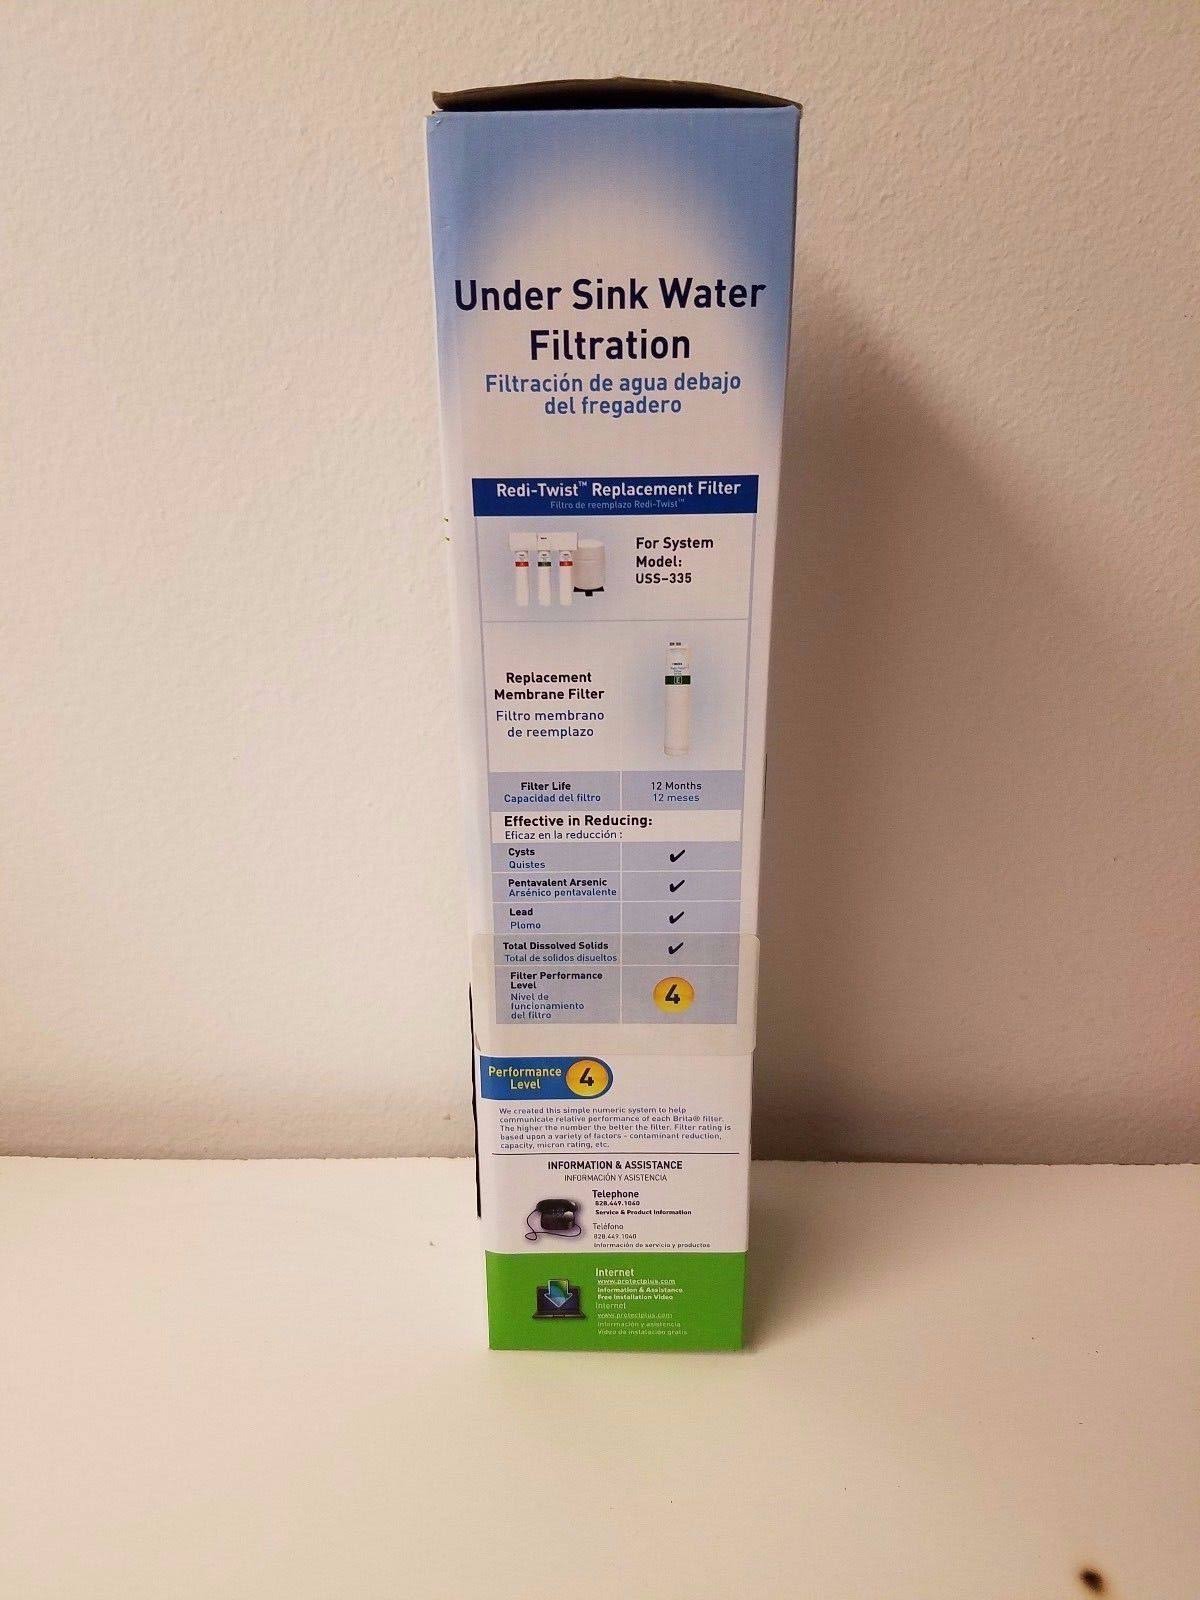 Under Sink Water
Filtration
Filtración de agua debajo
del fregadero
Redi-Twist™ Replacement Filter
Filtro de reemplazo Redi-Twist™
For System
Model:
USS-335
Replacement
Membrane Filter
Filtro membrano
de reemplazo
Filter Life
Capacidad del filtro
12 Months
12 meses
Effective in Reducing:
Eficaz en la reducción :
Cysts
Quistes
✔
Pentavalent Arsenic
Arsénico pentavalente
✔
Lead
Plomo
✔
Total Dissolved Solids
Total de solidos disueltos
✔
Filter Performance
Level
Nivel de
funcionamiento
del filtro
4
Performance
Level
4
We created this simple numeric system to help
communicate relative performance of each Brita® filter.
The higher the number the better the filter. Filter rating is
based upon a variety of factors - contaminant reduction,
capacity, micron rating, etc.
INFORMATION & ASSISTANCE
INFORMACIÓN Y ASISTENCIA
Telephone
828.449.1040
Service & Product Information
Teléfono
828.449.1040
Información de servicio y productos
Internet
www.protectplus.com
Information & Assistance
Free Installation Video
Internet
www.protectplus.com
Información y asistencia
Video de instalación gratis